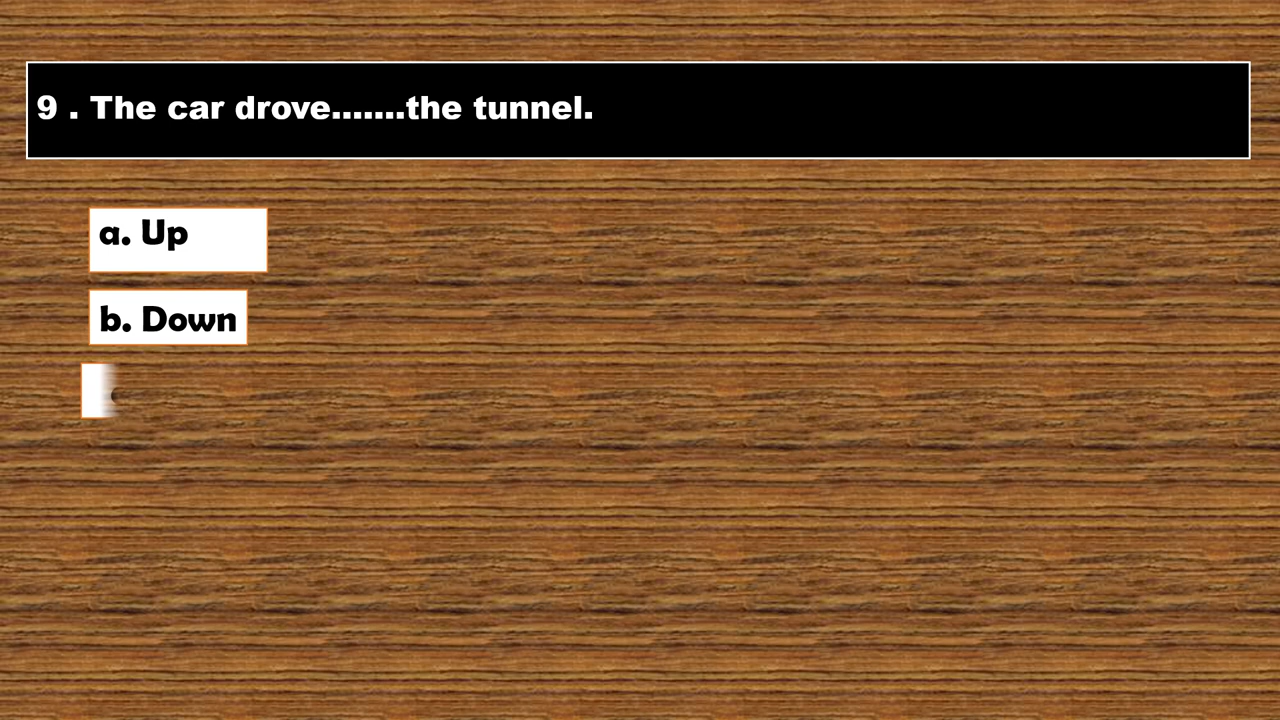 9 . The car drove.......the tunnel.
a. Up
b. Down